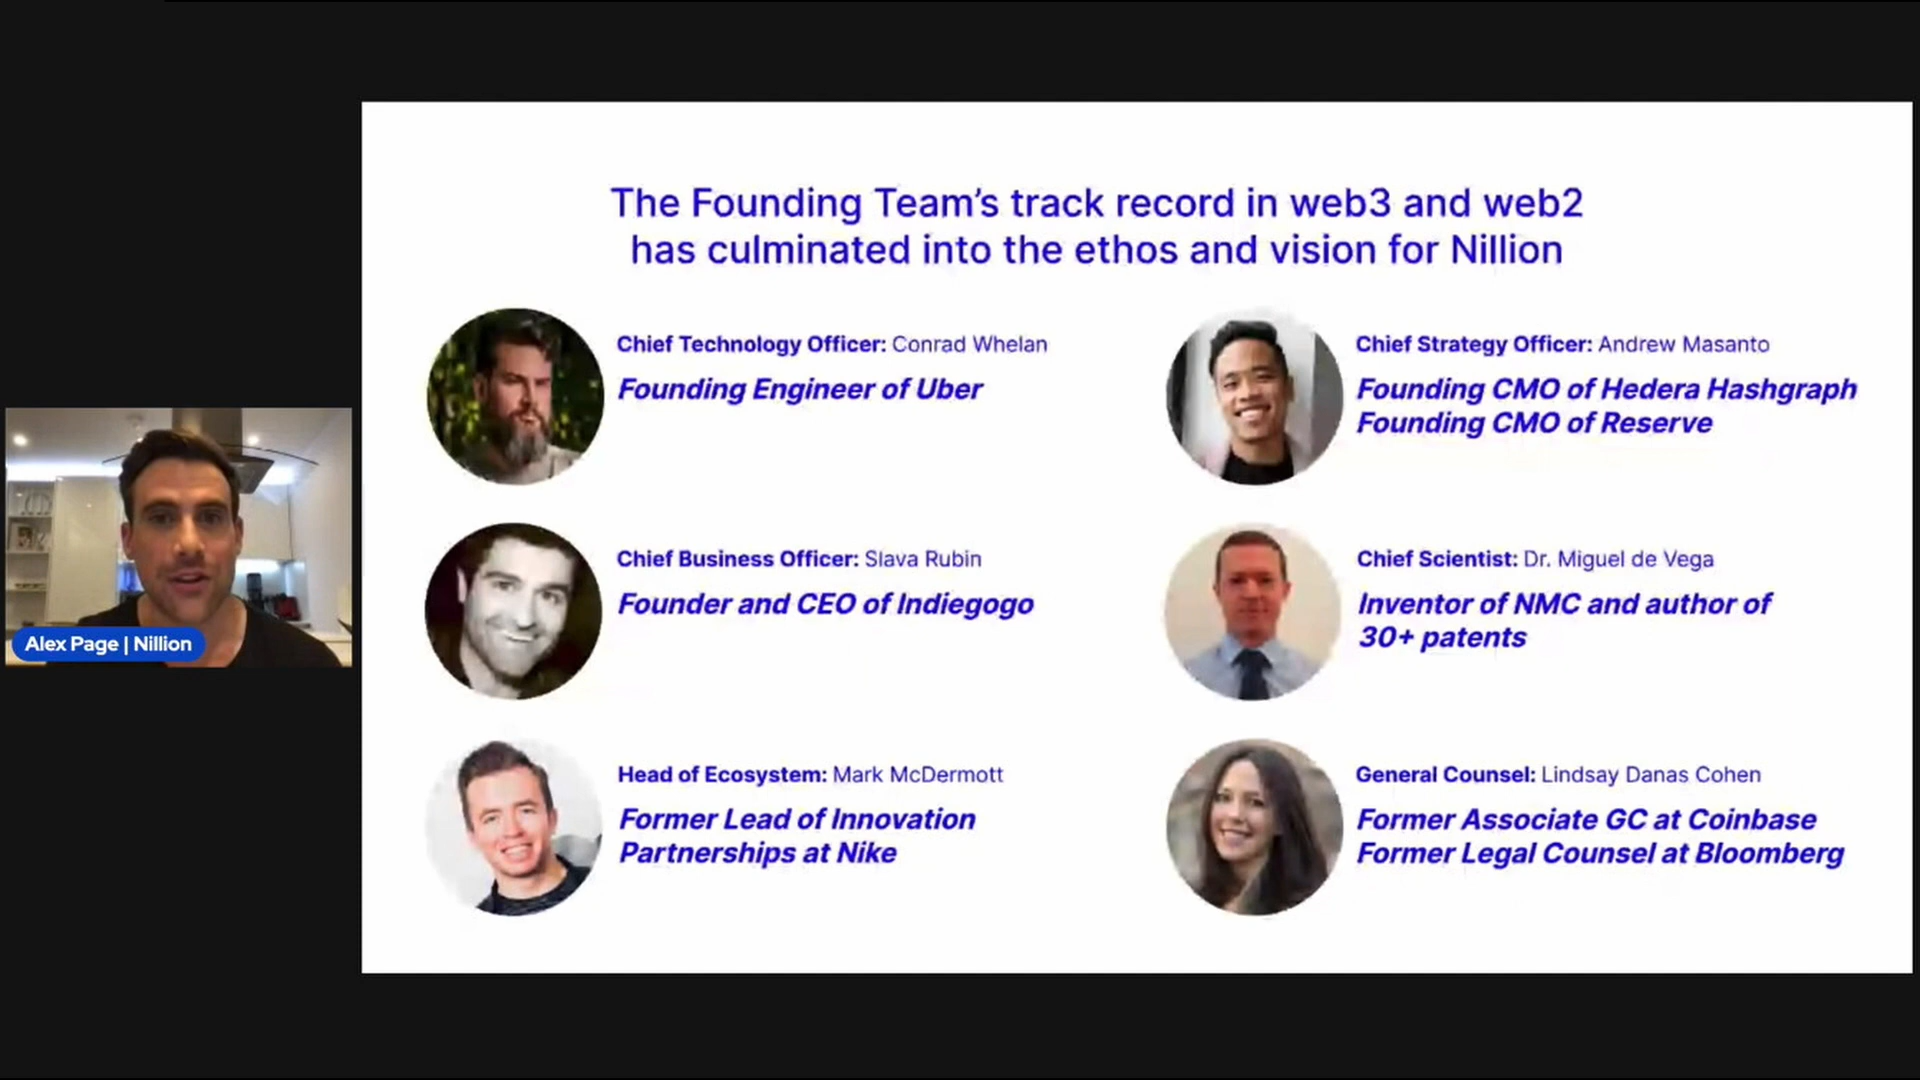 The Founding Team's track record in web3 and web2
has culminated into the ethos and vision for Nillion
Chief Technology Officer: Conrad Whelan
Founding Engineer of Uber
Chief Strategy Officer: Andrew Masanto
Founding CMO of Hedera Hashgraph
Founding CMO of Reserve
Chief Business Officer: Slava Rubin
Founder and CEO of Indiegogo
Chief Scientist: Dr. Miguel de Vega
Inventor of NMC and author of
30+ patents
Head of Ecosystem: Mark McDermott
Former Lead of Innovation
Partnerships at Nike
General Counsel: Lindsay Danas Cohen
Former Associate GC at Coinbase
Former Legal Counsel at Bloomberg
Alex Page | Nillion